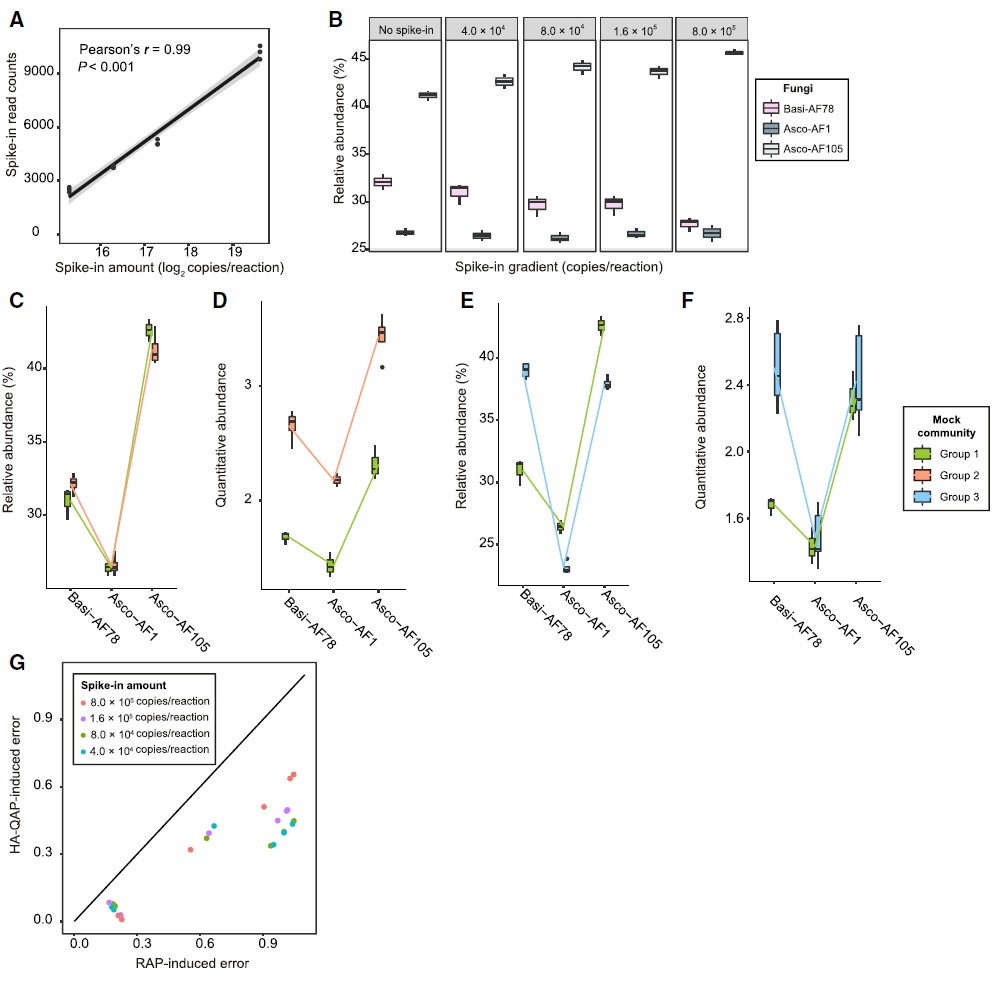 A
Pearson's r = 0.99
P < 0.001
Spike-in read counts
9000
6000
3000
0
16
17
18
19
Spike-in amount (log₂ copies/reaction)
B
No spike-in
4.0 × 10⁴
8.0 × 10⁴
1.6 × 10⁵
8.0 × 10⁵
Relative abundance (%)
45
40
35
30
25
Spike-in gradient (copies/reaction)
Fungi
Basi-AF78
Asco-AF1
Asco-AF105
C
Relative abundance (%)
40
35
30
Basi–AF78
Asco–AF1
Asco–AF105
D
Quantitative abundance
3
2
Basi–AF78
Asco–AF1
Asco–AF105
E
Relative abundance (%)
40
35
30
25
Basi–AF78
Asco–AF1
Asco–AF105
F
Quantitative abundance
2.8
2.4
2.0
1.6
Basi–AF78
Asco–AF1
Asco–AF105
Mock
community
Group 1
Group 2
Group 3
G
Spike-in amount
8.0 × 10⁵ copies/reaction
1.6 × 10⁵ copies/reaction
8.0 × 10⁴ copies/reaction
4.0 × 10⁴ copies/reaction
HA-QAP-induced error
0.9
0.6
0.3
0.0
0.0
0.3
0.6
0.9
RAP-induced error